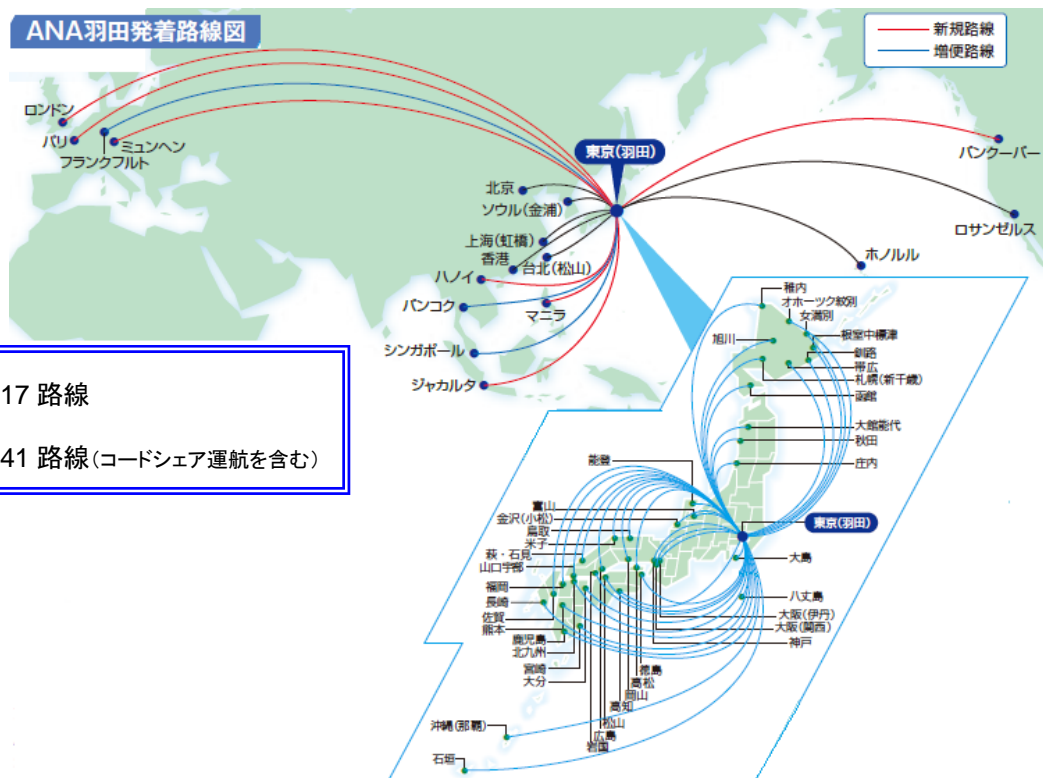 ANA羽田発着路線図
新規路線
増便路線
ロンドン
パリ
フランクフルト
ミュンヘン
東京(羽田)
バンクーバー
北京
ソウル(金浦)
ロサンゼルス
上海(虹橋)
香港
台北(松山)
ホノルル
ハノイ
バンコク
マニラ
シンガポール
ジャカルタ
17 路線
41 路線(コードシェア運航を含む)
稚内
オホーツク紋別
女満別
旭川
根室中標津
釧路
帯広
札幌(新千歳)
函館
大館能代
秋田
庄内
能登
富山
金沢(小松)
鳥取
米子
萩・石見
山口宇部
福岡
長崎
佐賀
熊本
鹿児島
北九州
宮崎
大分
東京(羽田)
大島
八丈島
大阪(伊丹)
大阪(関西)
神戸
徳島
高松
岡山
高知
松山
広島
岩国
沖縄(那覇)
石垣